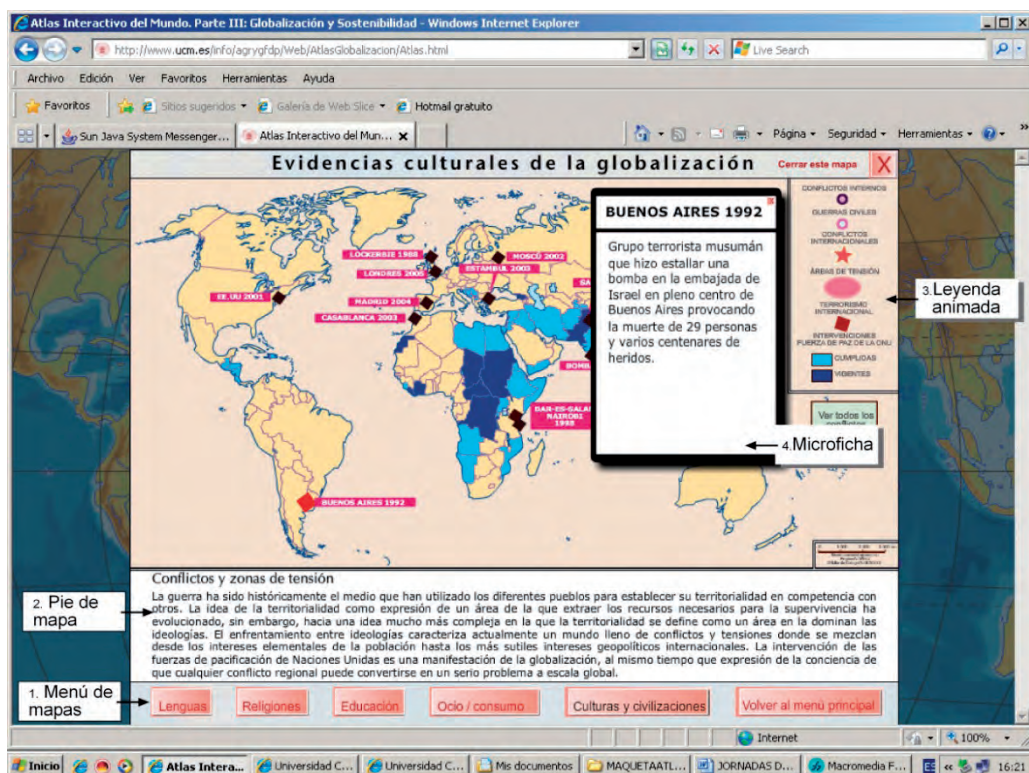 Atlas Interactivo del Mundo. Parte III: Globalización y Sostenibilidad - Windows Internet Explorer
http://www.ucm.es/info/agrygfdp/Web/AtlasGlobalizacion/Atlas.html
Live Search
Archivo Edición Ver Favoritos Herramientas Ayuda
Favoritos Sitios sugeridos Galería de Web Slice Hotmail gratuito
Sun Java System Messenger... Atlas Interactivo del Mun... X Página Seguridad Herramientas »
Evidencias culturales de la globalización
Cerrar este mapa X
CONFLICTOS INTERNOS
GUERRAS CIVILES
CONFLICTOS
INTERNACIONALES
ÁREAS DE TENSIÓN
TERRORISMO
INTERNACIONAL
INTERVENCIONES
FUERZA DE PAZ DE LA ONU
CUMPLIDAS
VIGENTES
3.Leyenda
animada
BUENOS AIRES 1992
Grupo terrorista musumán
que hizo estallar una
bomba en la embajada de
Israel en pleno centro de
Buenos Aires provocando
la muerte de 29 personas
y varios centenares de
heridos.
4.Microficha
Ver todos los
LOCKERBIE 1988
MOSCÚ 2002
LONDRES 2005
ESTAMBUL 2003
EE.UU 2001
MADRID 2004
CASABLANCA 2003
SA
BOMB
DAR-ES-SALA
NAIROBI
1998
BUENOS AIRES 1992
Conflictos y zonas de tensión
La guerra ha sido históricamente el medio que han utilizado los diferentes pueblos para establecer su territorialidad en competencia con
otros. La idea de la territorialidad como expresión de un área de la que extraer los recursos necesarios para la supervivencia ha
evolucionado, sin embargo, hacia una idea mucho más compleja en la que la territorialidad se define como un área en la dominan las
ideologías. El enfrentamiento entre ideologías caracteriza actualmente un mundo lleno de conflictos y tensiones donde se mezclan
desde los intereses elementales de la población hasta los más sutiles intereses geopolíticos internacionales. La intervención de las
fuerzas de pacificación de Naciones Unidas es una manifestación de la globalización, al mismo tiempo que expresión de la conciencia de
que cualquier conflicto regional puede convertirse en un serio problema a escala global.
2. Pie de
mapa
1. Menú de
mapas
Lenguas Religiones Educación Ocio / consumo Culturas y civilizaciones Volver al menú principal
Internet 100%
Inicio Atlas Intera... Universidad C... Universidad C... Mis documentos MAQUETAATL... JORNADAS D... Macromedia F... ES « 16:21